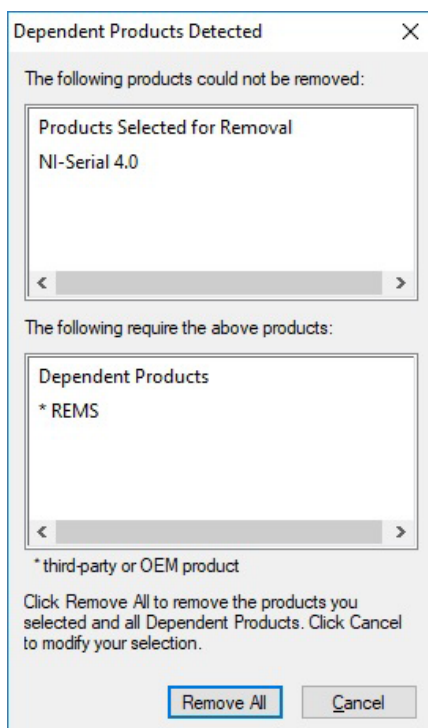 Dependent Products Detected
The following products could not be removed:
Products Selected for Removal
NI-Serial 4.0
The following require the above products:
Dependent Products
* REMS
* third-party or OEM product
Click Remove All to remove the products you
selected and all Dependent Products. Click Cancel
to modify your selection.
Remove All
Cancel